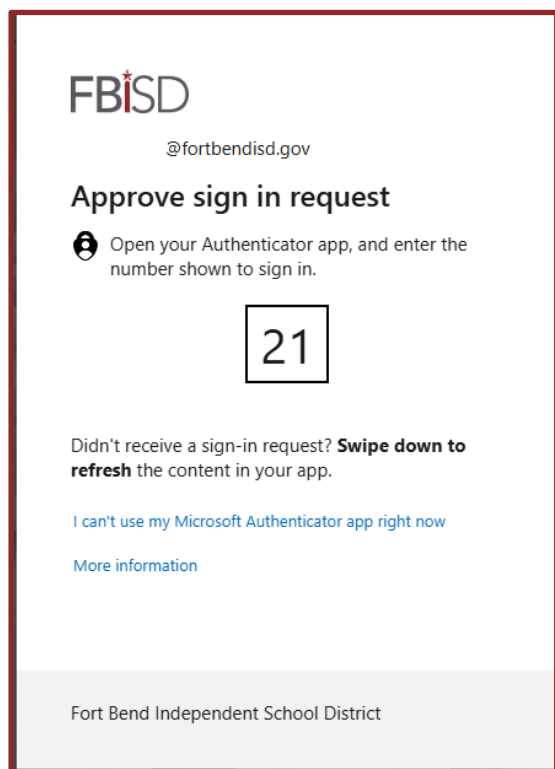 FBiSD
@fortbendisd.gov
Approve sign in request
Open your Authenticator app, and enter the
number shown to sign in.
21
Didn't receive a sign-in request? Swipe down to
refresh the content in your app.
I can't use my Microsoft Authenticator app right now
More information
Fort Bend Independent School District